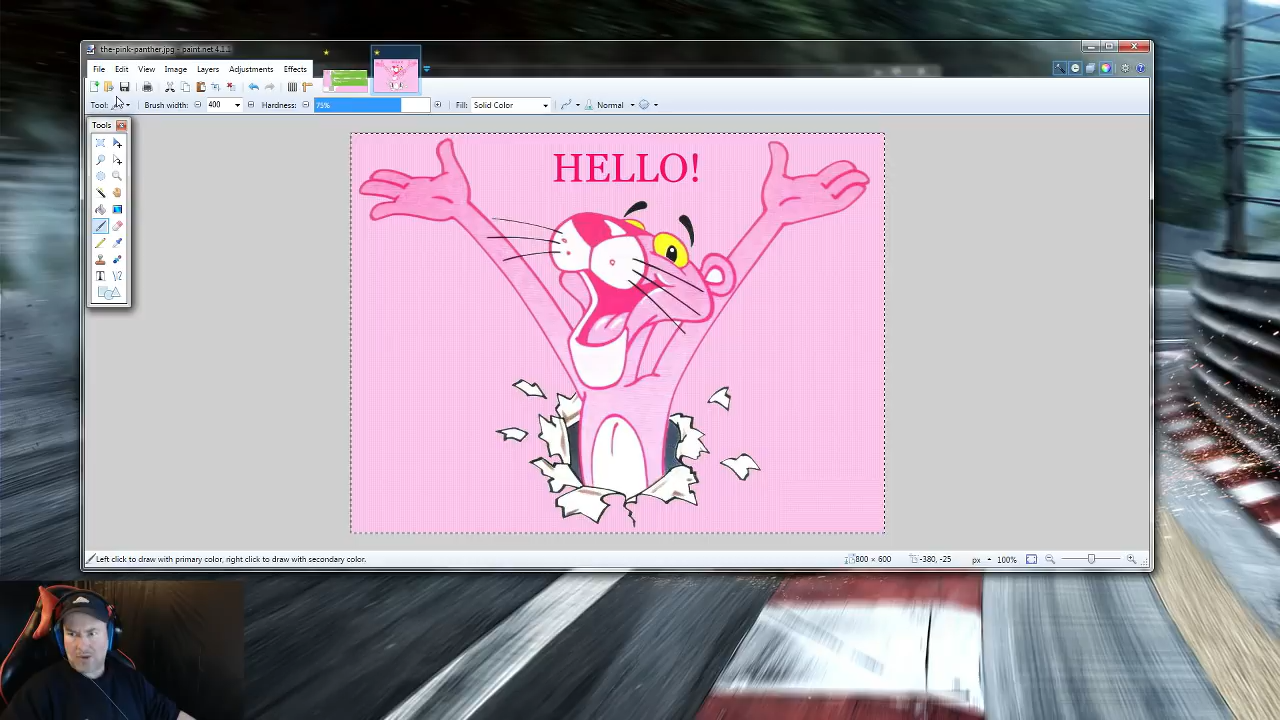 the-pink-panther.jpg - paint.net 4.1.1
File Edit View Image Layers Adjustments Effects
Tool: Brush width: 400 Hardness: 75% Fill: Solid Color Normal
Tools
HELLO!
Left click to draw with primary color, right click to draw with secondary color. 800 × 600 -380, -25 px 100%